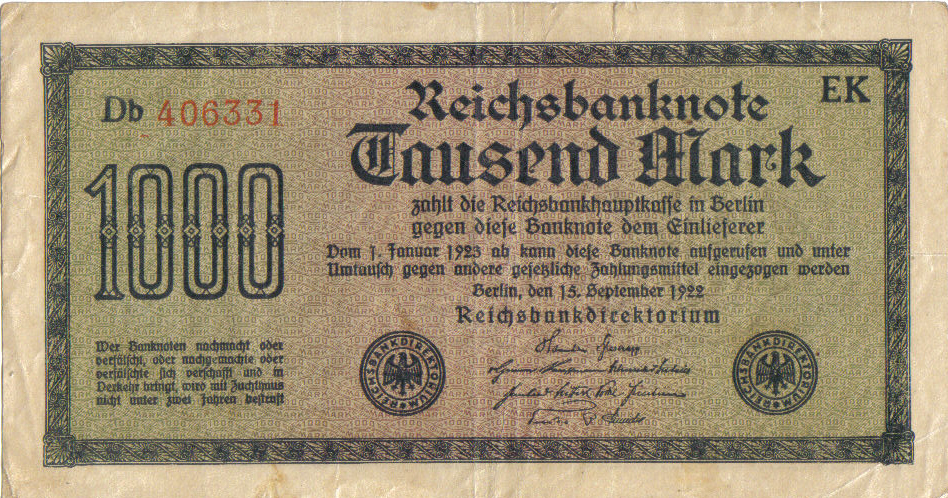 Db 406331
Reichsbanknote
EK
Tausend Mark
1000
zahlt die Reichsbankhauptkasse in Berlin
gegen diese Banknote dem Einlieferer
Vom 1. Januar 1923 ab kann diese Banknote aufgerufen und unter
Umtausch gegen andere gesetzliche Zahlungsmittel eingezogen werden
Berlin, den 15. September 1922
Reichsbankdirektorium
Wer Banknoten nachmacht oder
verfälscht, oder nachgemachte oder
verfälschte sich verschafft und in
Verkehr bringt, wird mit Zuchthaus
nicht unter zwei Jahren bestraft
REICHSBANKDIREKTORIUM
REICHSBANKDIREKTORIUM